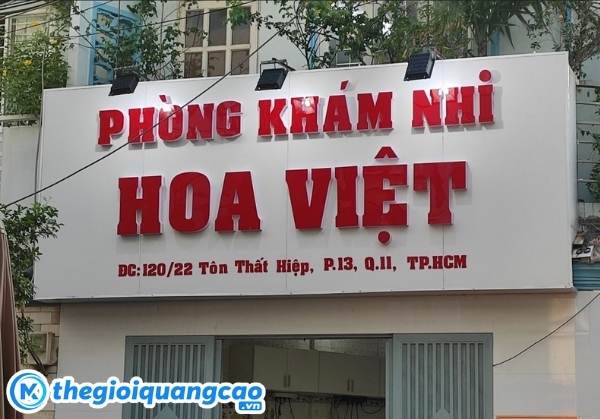 PHÒNG KHÁM NHI
HOA VIỆT
ĐC: 120/22 Tôn Thất Hiệp, P.13, Q.11, TP.HCM
thegioiquangcao
.vn